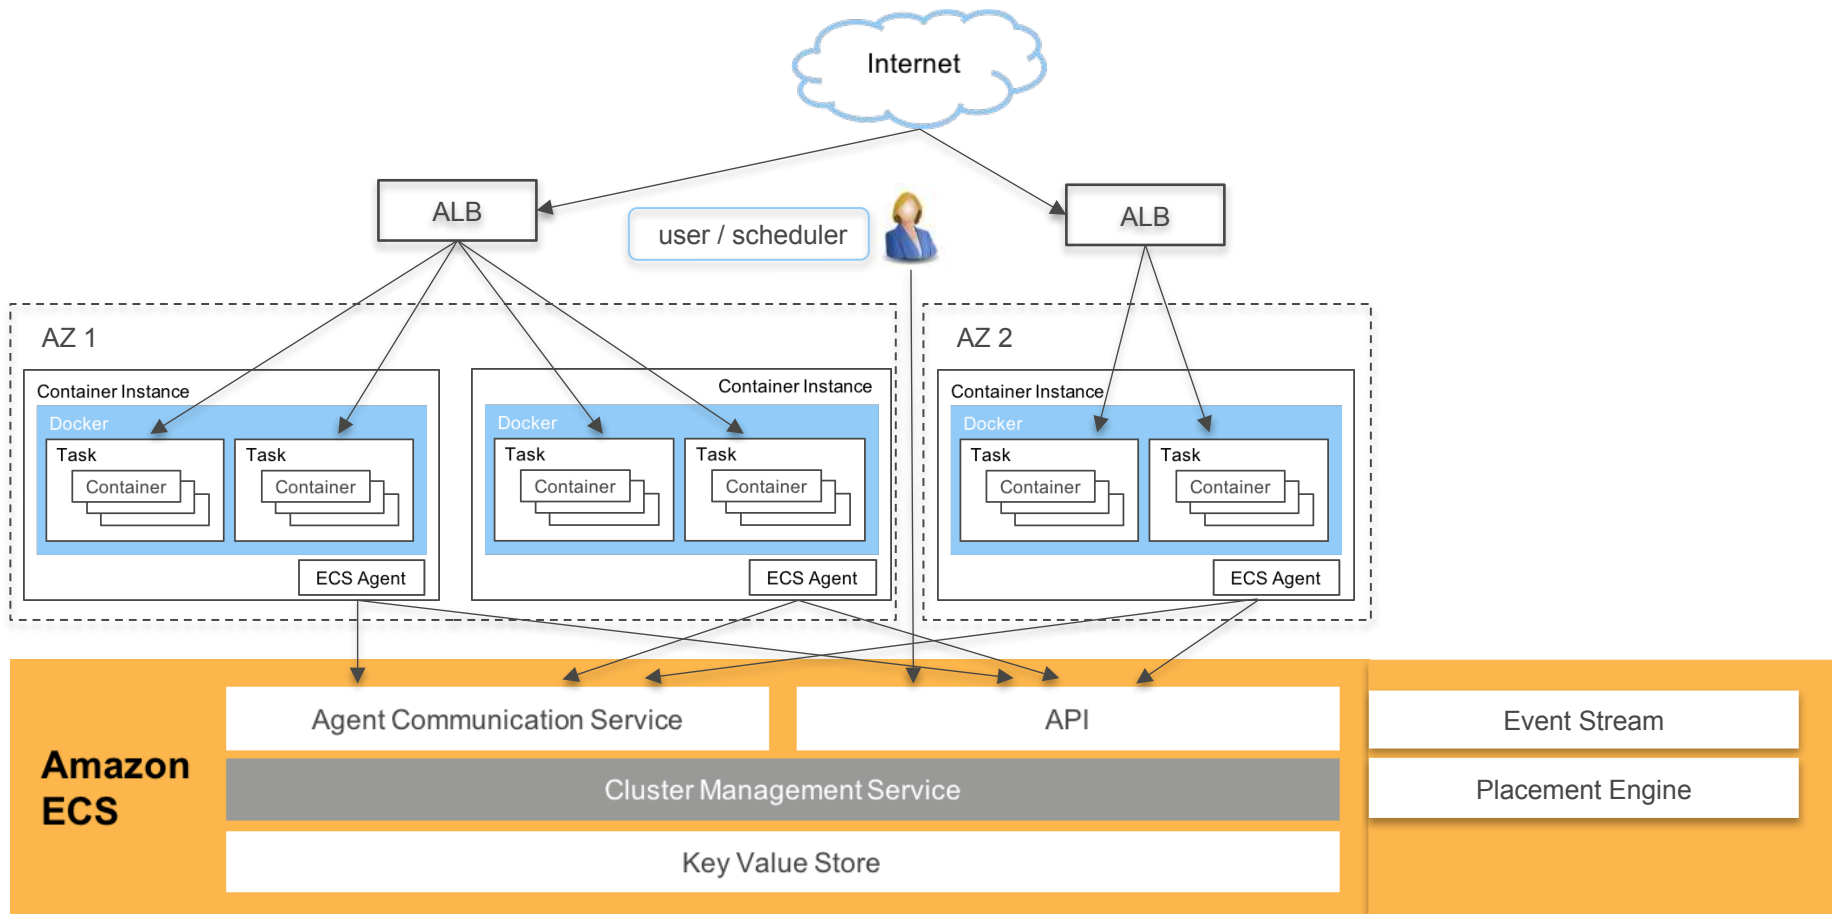 Internet
ALB
user / scheduler
ALB
AZ 1
AZ 2
Container Instance
Docker
Task
Container
Task
Container
ECS Agent
Container Instance
Docker
Task
Container
Task
Container
ECS Agent
Container Instance
Docker
Task
Container
Task
Container
ECS Agent
Amazon
ECS
Agent Communication Service
API
Event Stream
Cluster Management Service
Placement Engine
Key Value Store